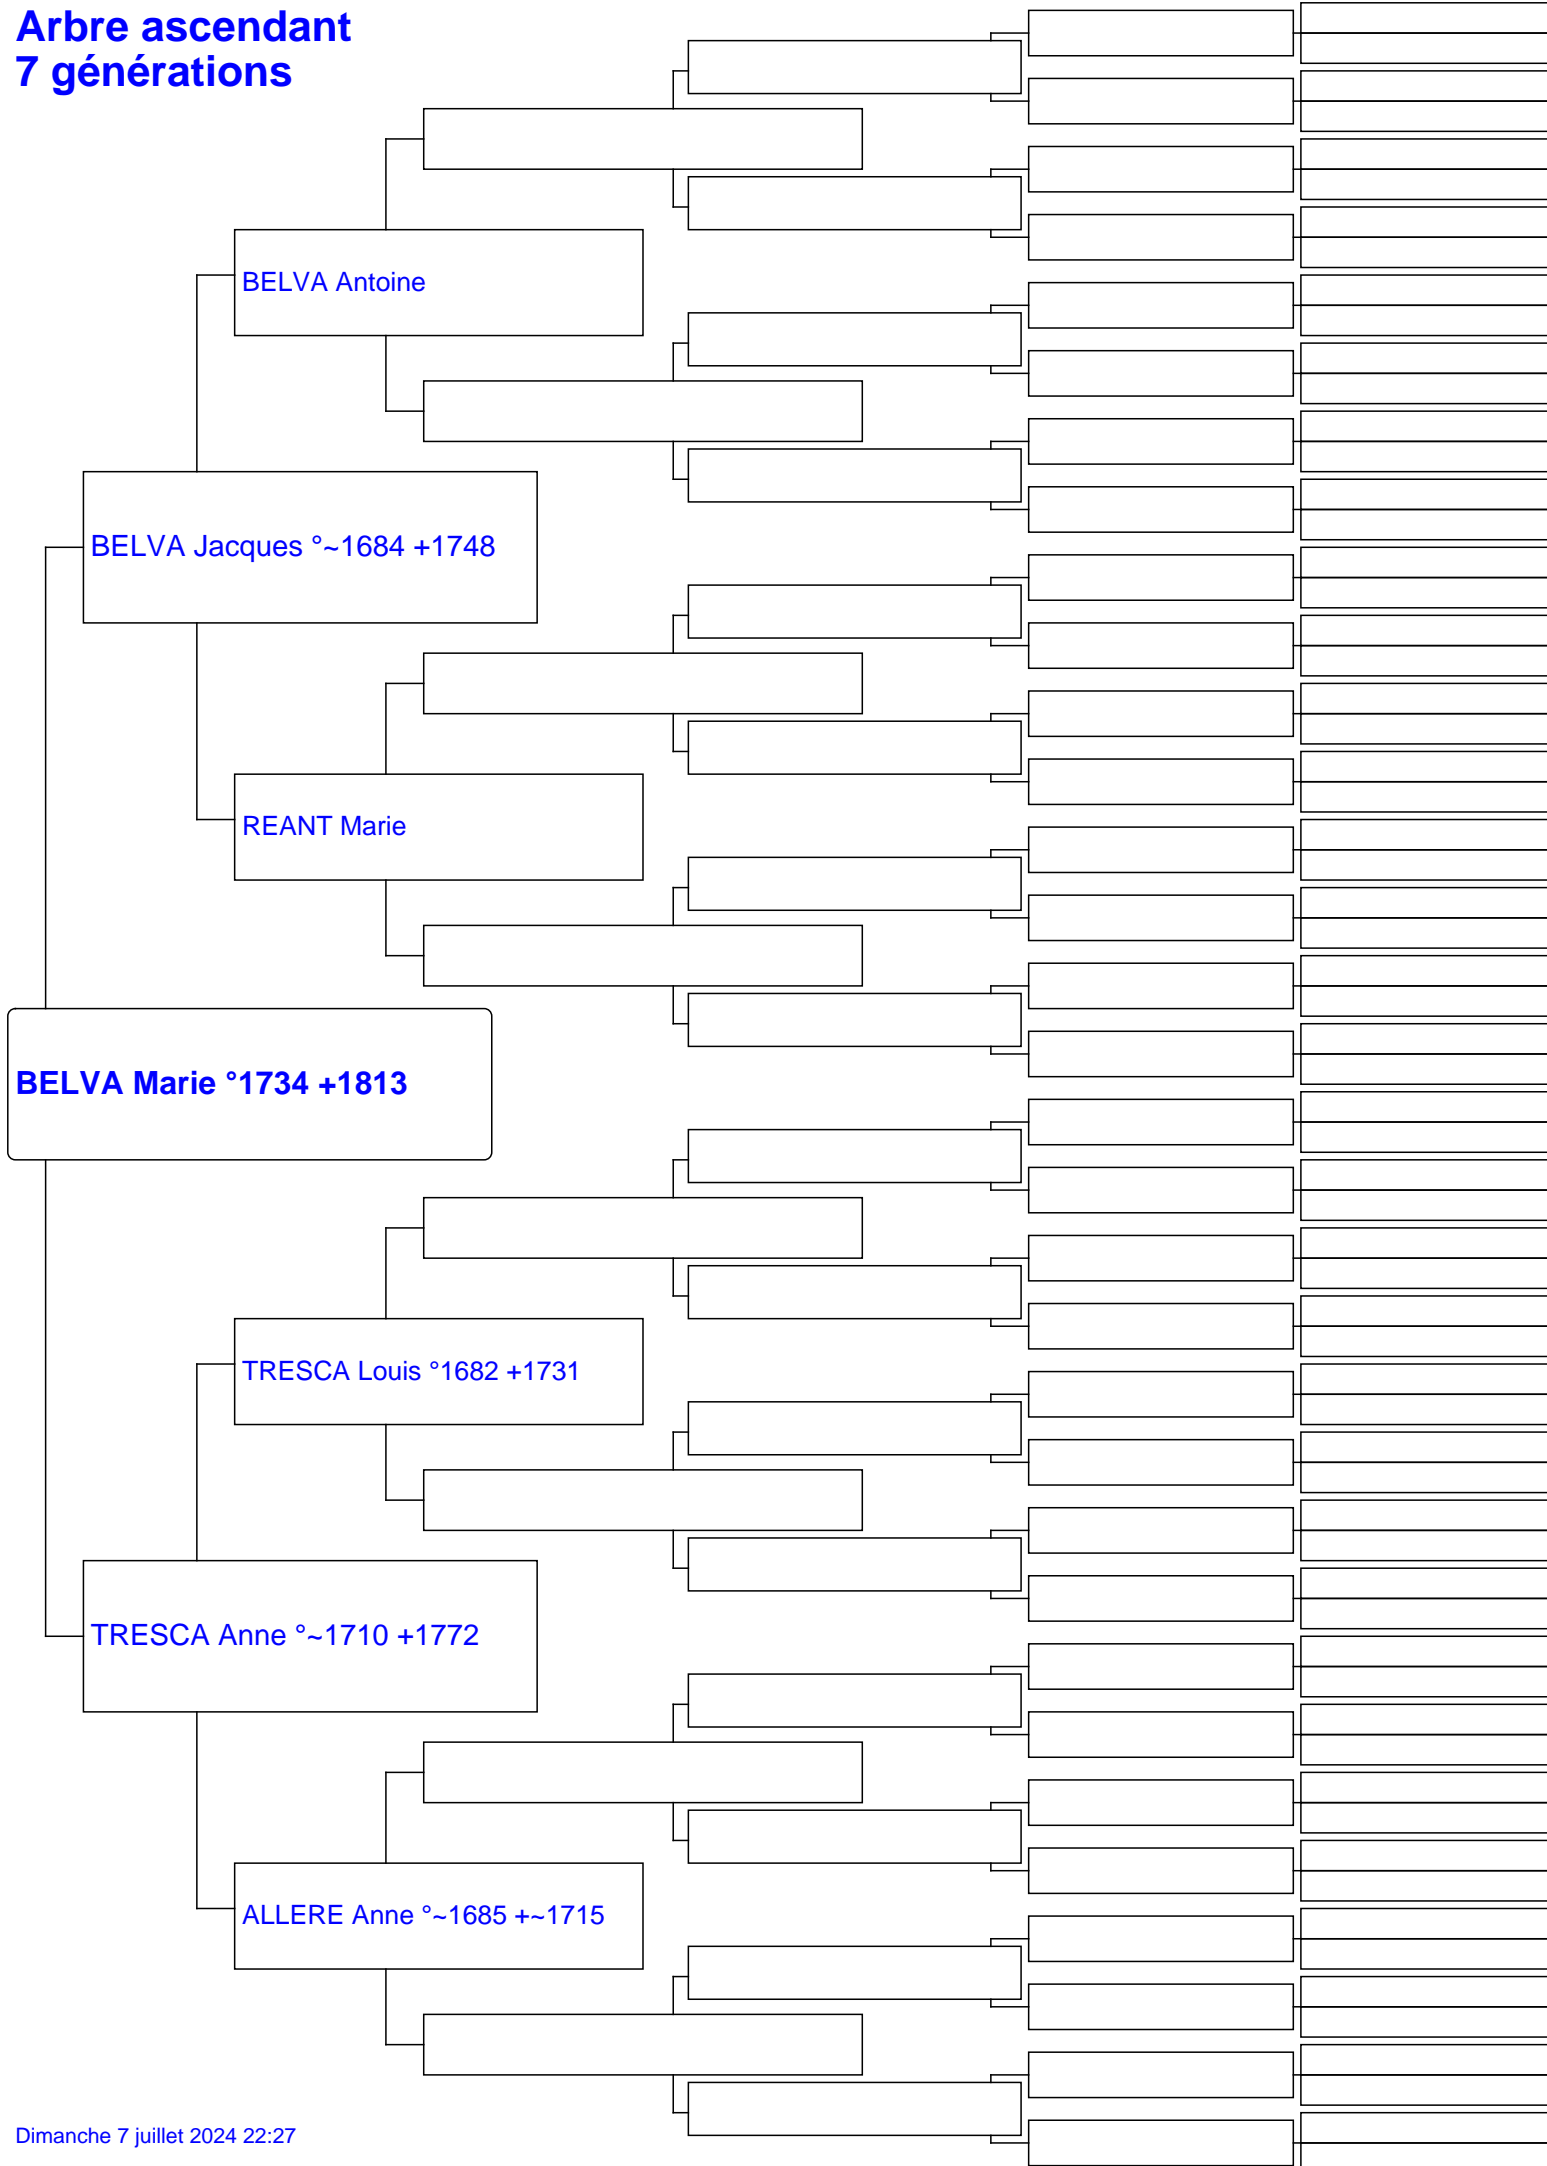 Arbre ascendant
7 générations
BELVA Antoine
BELVA Jacques °~1684 +1748
REANT Marie
BELVA Marie °1734 +1813
TRESCA Louis °1682 +1731
TRESCA Anne °~1710 +1772
ALLERE Anne °~1685 +~1715
Dimanche 7 juillet 2024 22:27